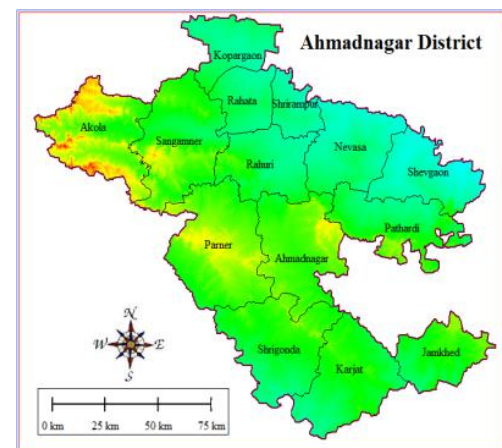 Ahmadnagar District
Kopargaon
Rahata
Shrirampur
Akola
Sangamner
Rahuri
Nevasa
Shevgaon
Pathardi
Parner
Ahmadnagar
Shrigonda
Karjat
Jamkhed
N
W E
S
0 km 25 km 50 km 75 km